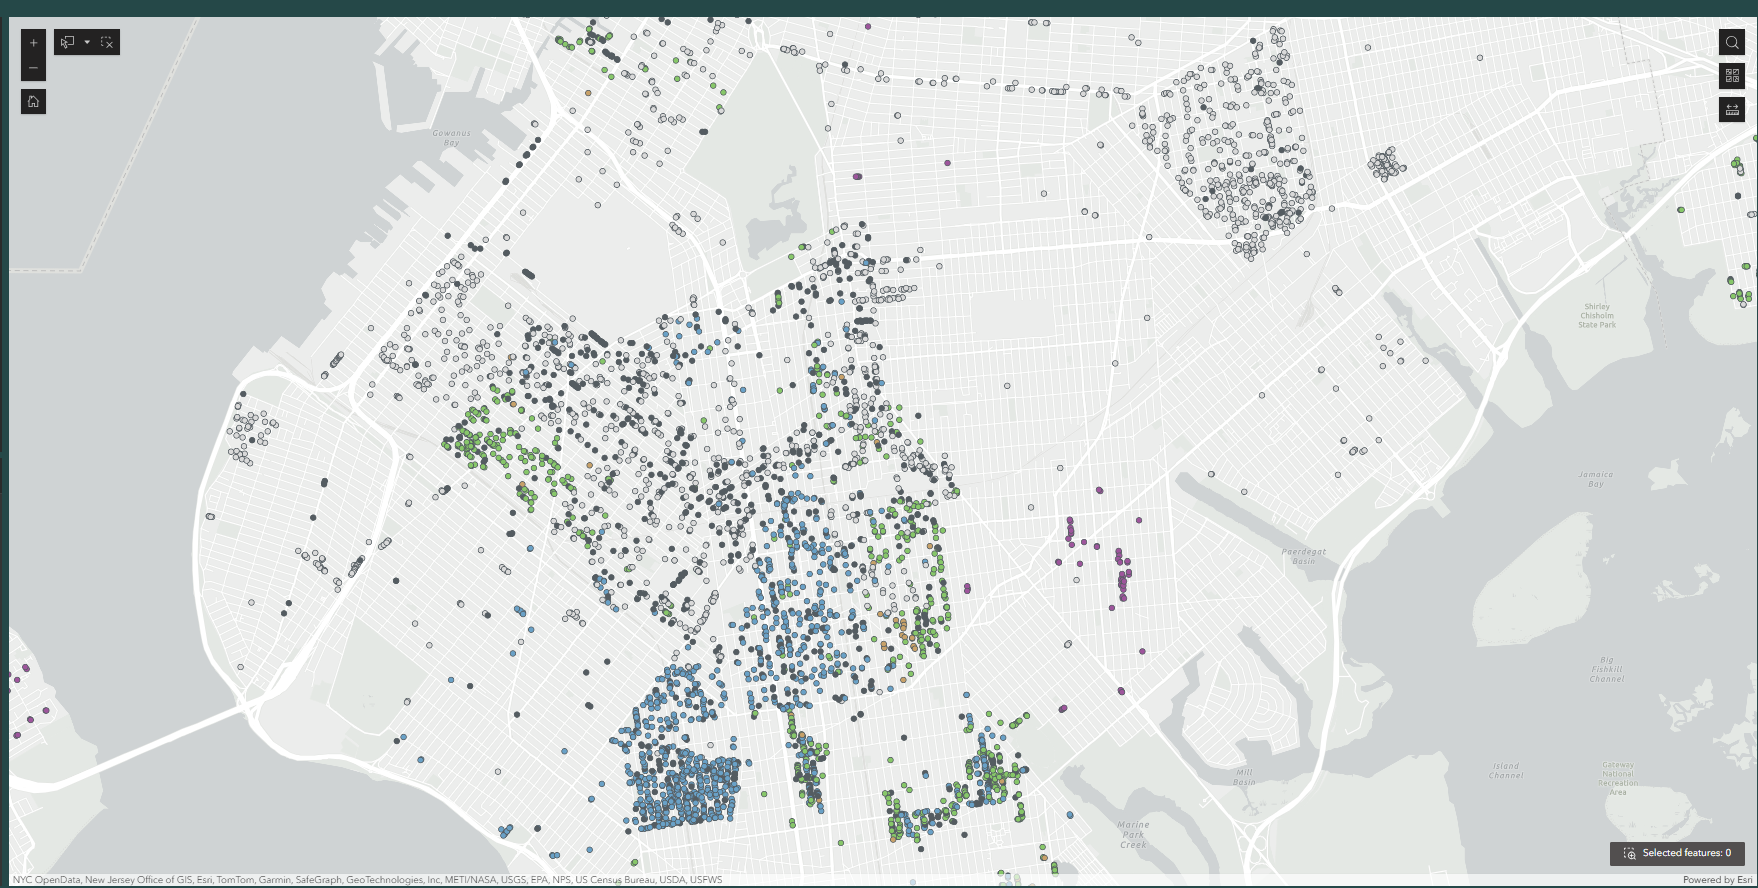 Gowanus
Bay
Shirley
Chisholm
State Park
Jamaica
Bay
Paerdegat
Basin
Big
Fishkill
Channel
Mill
Basin
Island
Channel
Gateway
National
Recreation
Area
Marine
Park
Creek
Selected features: 0
NYC OpenData, New Jersey Office of GIS, Esri, TomTom, Garmin, SafeGraph, GeoTechnologies, Inc, METI/NASA, USGS, EPA, NPS, US Census Bureau, USDA, USFWS
Powered by Esri